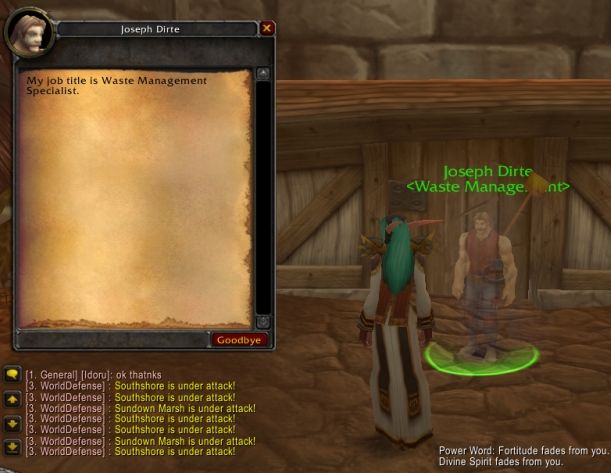 Joseph Dirte
My job title is Waste Management
Specialist.
Goodbye
Joseph Dirte
<Waste Manage. nt>
[1. General] [Idoru]: ok thatnks
[3. WorldDefense] : Southshore is under attack!
[3. WorldDefense] : Southshore is under attack!
[3. WorldDefense] : Sundown Marsh is under attack!
[3. WorldDefense] : Southshore is under attack!
[3. WorldDefense] : Southshore is under attack!
[3. WorldDefense] : Sundown Marsh is under attack!
[3. WorldDefense] : Southshore is under attack!
Power Word: Fortitude fades from you.
Divine Spirit fades from you.